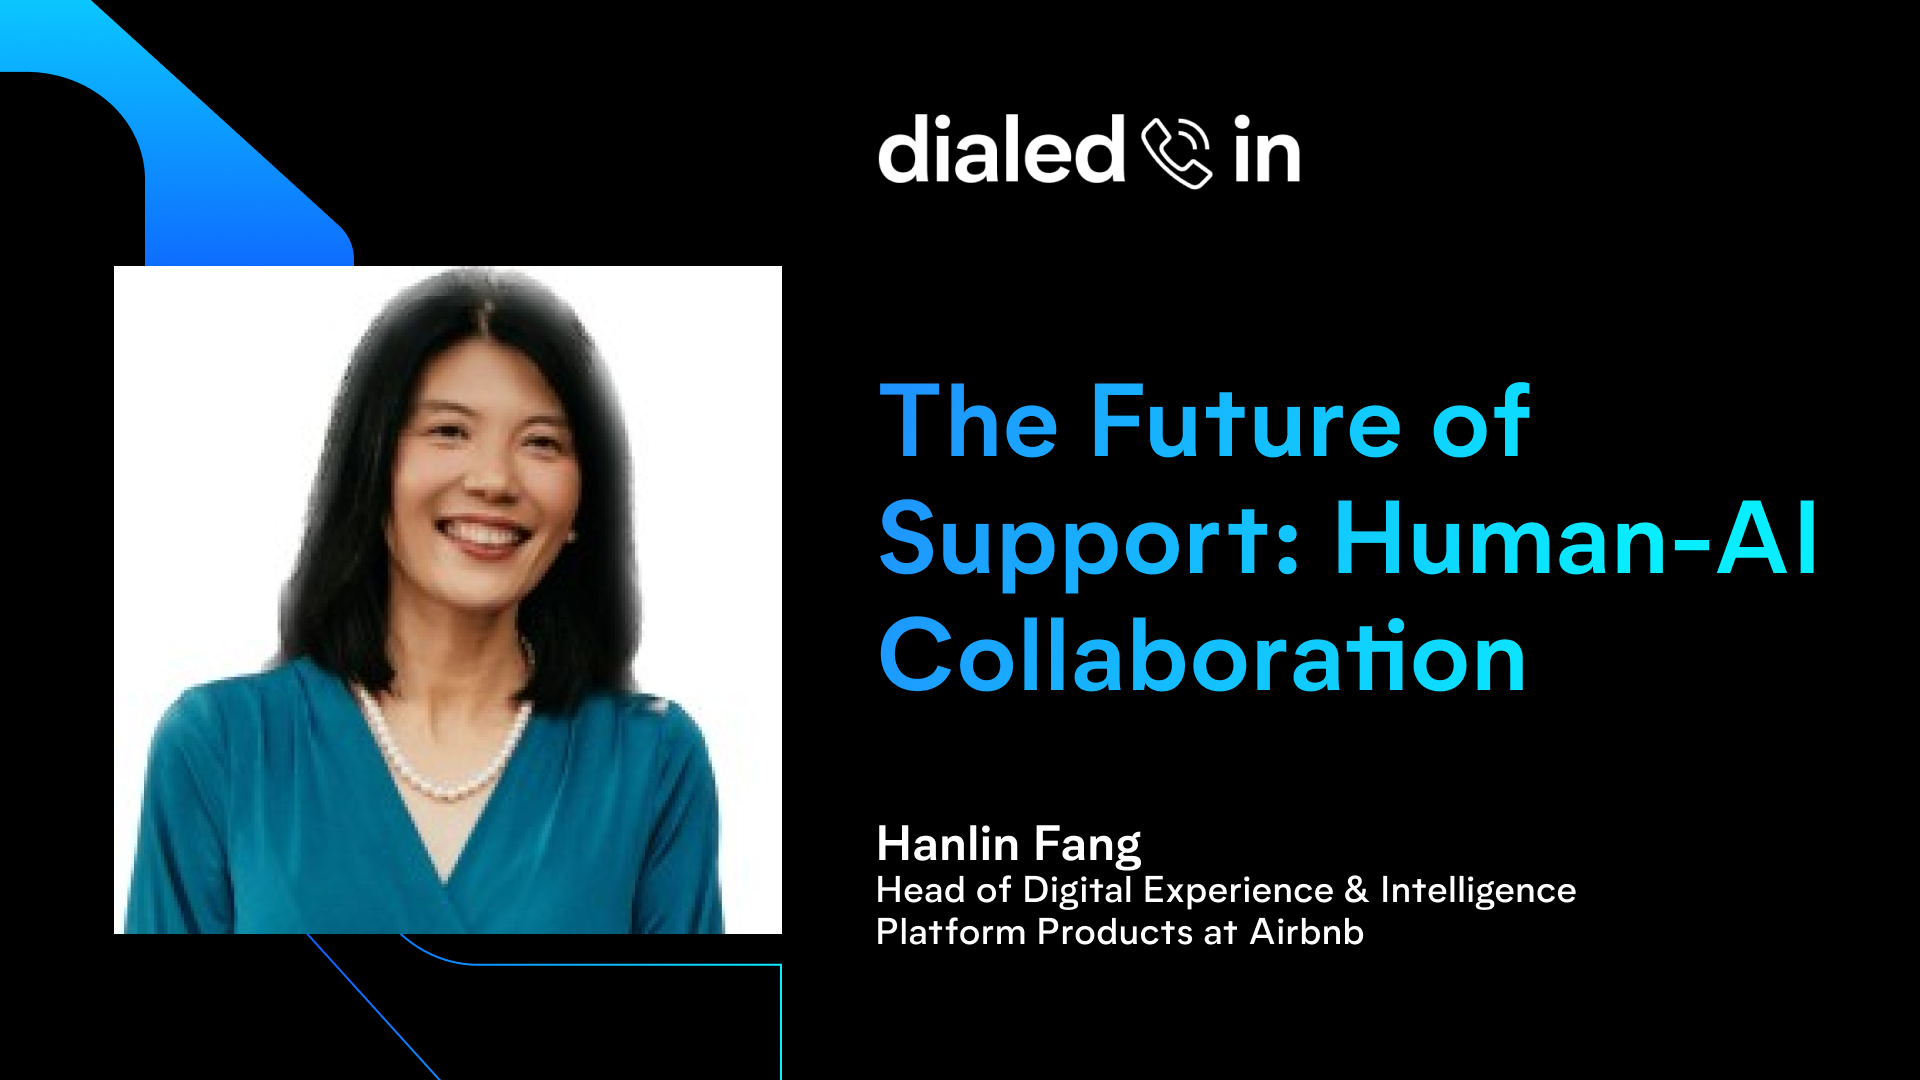 dialed in
The Future of
Support: Human-AI
Collaboration
Hanlin Fang
Head of Digital Experience & Intelligence
Platform Products at Airbnb